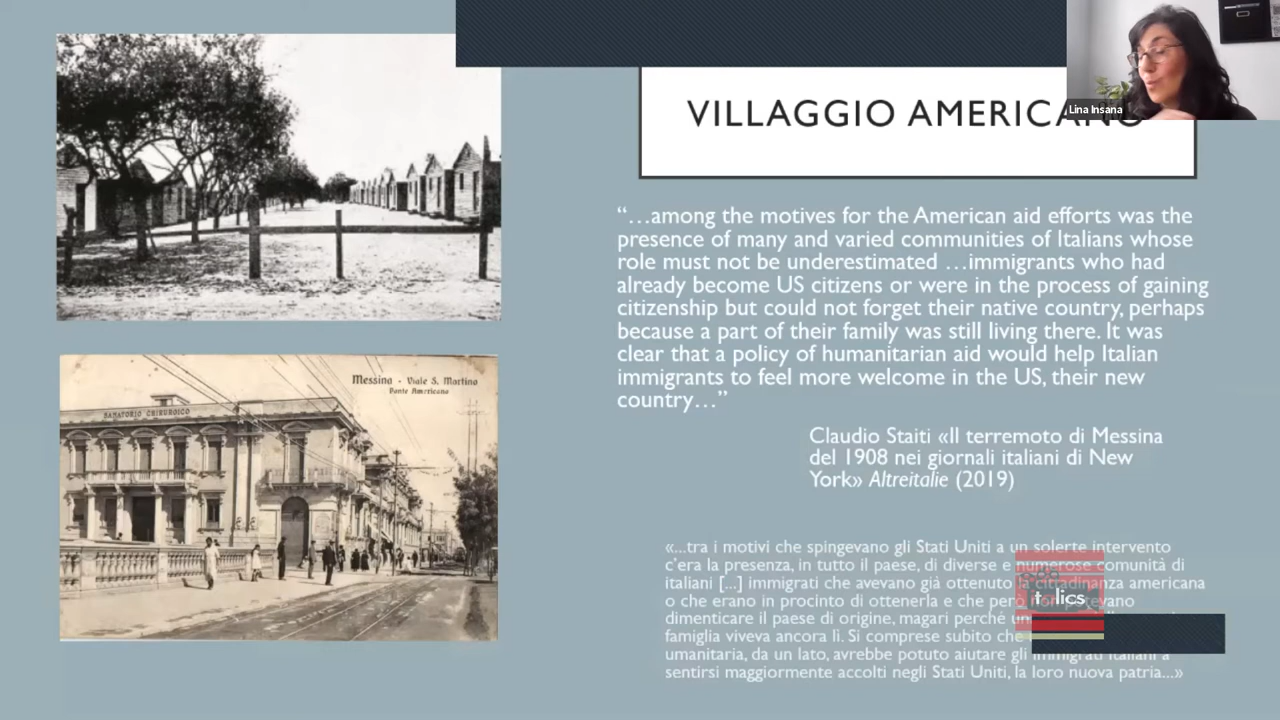 VILLAGGIO AMERICANO
Lina Insana
“…among the motives for the American aid efforts was the
presence of many and varied communities of Italians whose
role must not be underestimated …immigrants who had
already become US citizens or were in the process of gaining
citizenship but could not forget their native country, perhaps
because a part of their family was still living there. It was
clear that a policy of humanitarian aid would help Italian
immigrants to feel more welcome in the US, their new
country…”
Claudio Staiti «Il terremoto di Messina
del 1908 nei giornali italiani di New
York» Altreitalie (2019)
Messina - Viale S. Martino
Ponte Americano
SANATORIO CHIRURGICO
«...tra i motivi che spingevano gli Stati Uniti a un solerte intervento
c’era la presenza, in tutto il paese, di diverse e numerose comunità di
italiani [...] immigrati che avevano già ottenuto la cittadinanza americana
o che erano in procinto di ottenerla e che però non potevano
dimenticare il paese di origine, magari perché
famiglia viveva ancora lì. Si comprese subito che
umanitaria, da un lato, avrebbe potuto aiutare gli immigrati italiani a
sentirsi maggiormente accolti negli Stati Uniti, la loro nuova patria...»
italics